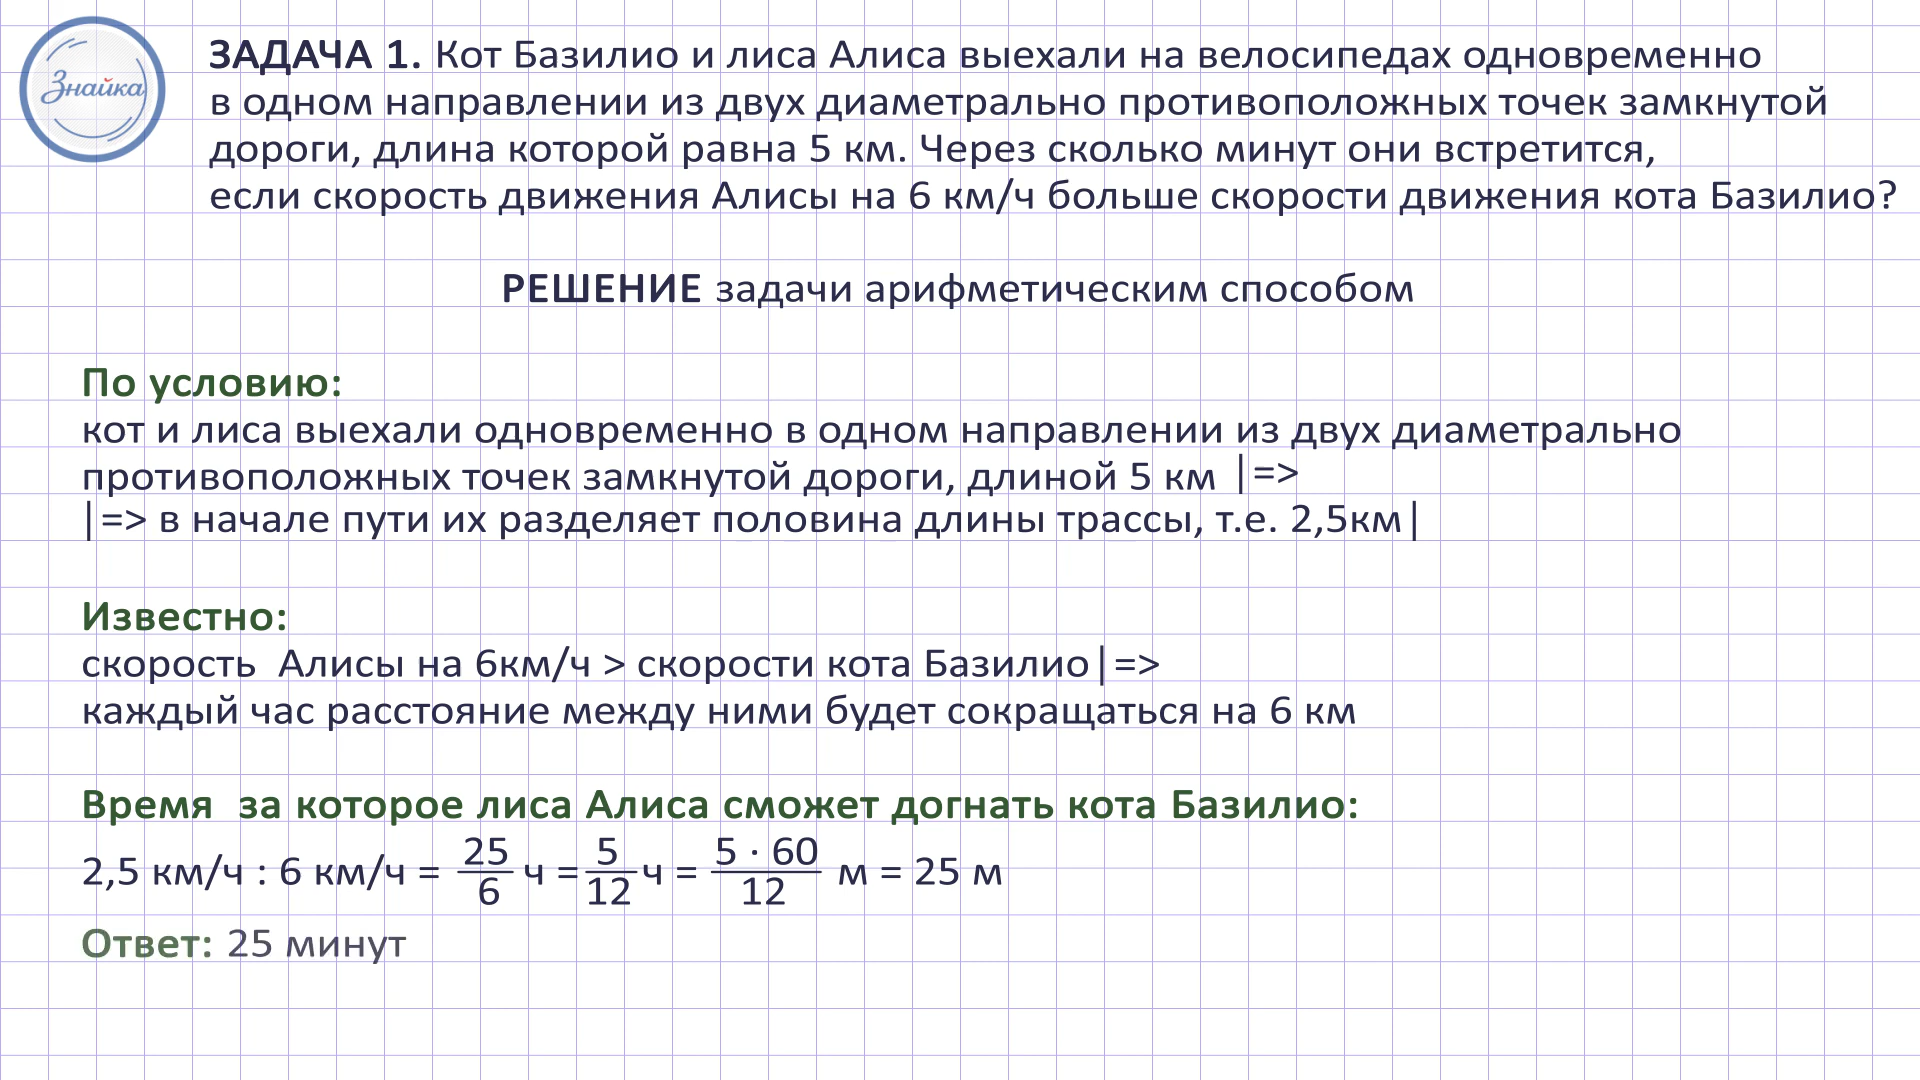 Знайка
ЗАДАЧА 1. Кот Базилио и лиса Алиса выехали на велосипедах одновременно
в одном направлении из двух диаметрально противоположных точек замкнутой
дороги, длина которой равна 5 км. Через сколько минут они встретится,
если скорость движения Алисы на 6 км/ч больше скорости движения кота Базилио?
РЕШЕНИЕ задачи арифметическим способом
По условию:
кот и лиса выехали одновременно в одном направлении из двух диаметрально
противоположных точек замкнутой дороги, длиной 5 км |=>
|=> в начале пути их разделяет половина длины трассы, т.е. 2,5км|
Известно:
скорость  Алисы на 6км/ч > скорости кота Базилио|=>
каждый час расстояние между ними будет сокращаться на 6 км
Время  за которое лиса Алиса сможет догнать кота Базилио:
2,5 км/ч : 6 км/ч = 25/6 ч = 5/12 ч = 5 · 60/12 м = 25 м
Ответ: 25 минут